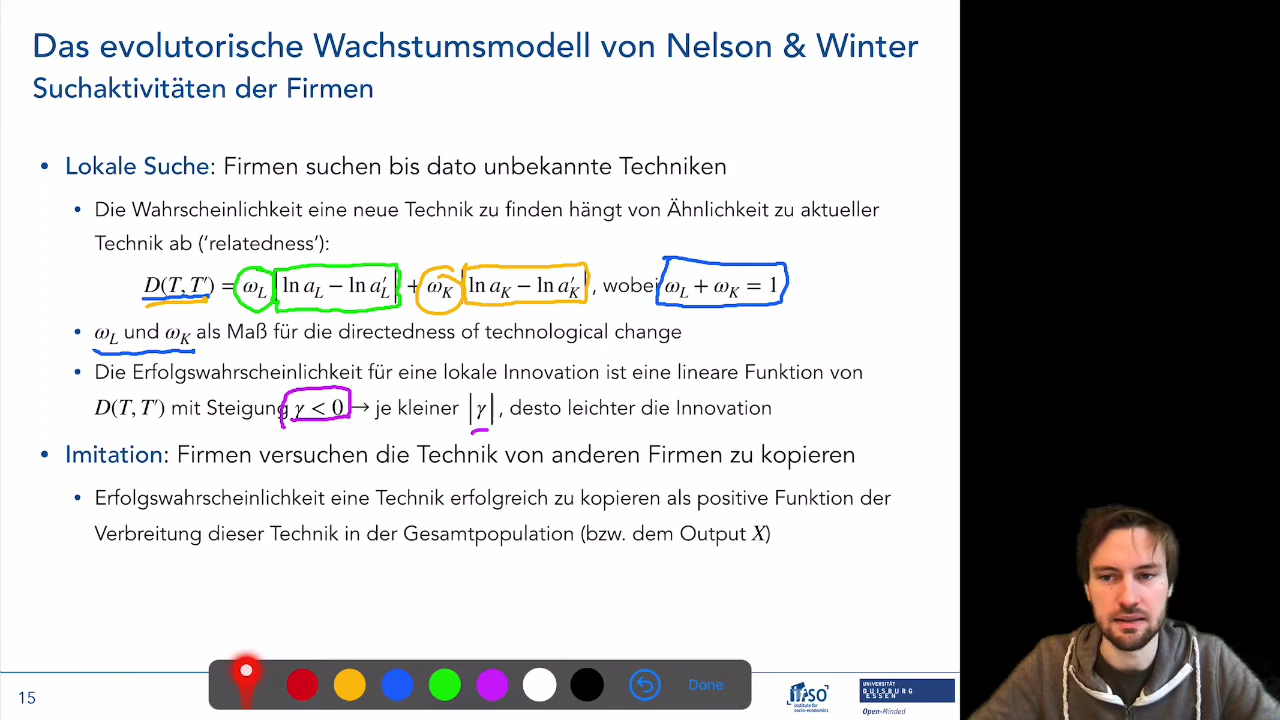 Das evolutorische Wachstumsmodell von Nelson & Winter
Suchaktivitäten der Firmen
• Lokale Suche: Firmen suchen bis dato unbekannte Techniken
• Die Wahrscheinlichkeit eine neue Technik zu finden hängt von Ähnlichkeit zu aktueller
Technik ab (‘relatedness’):
D(T, T′) = ω_L |ln a_L − ln a′_L| + ω_K |ln a_K − ln a′_K|, wobei ω_L + ω_K = 1
• ω_L und ω_K als Maß für die directedness of technological change
• Die Erfolgswahrscheinlichkeit für eine lokale Innovation ist eine lineare Funktion von
D(T, T′) mit Steigung γ < 0 → je kleiner |γ|, desto leichter die Innovation
• Imitation: Firmen versuchen die Technik von anderen Firmen zu kopieren
• Erfolgswahrscheinlichkeit eine Technik erfolgreich zu kopieren als positive Funktion der
Verbreitung dieser Technik in der Gesamtpopulation (bzw. dem Output X)
Done
15
ifso
institute for
socio-economics
UNIVERSITÄT
DUISBURG
ESSEN
Open-Minded